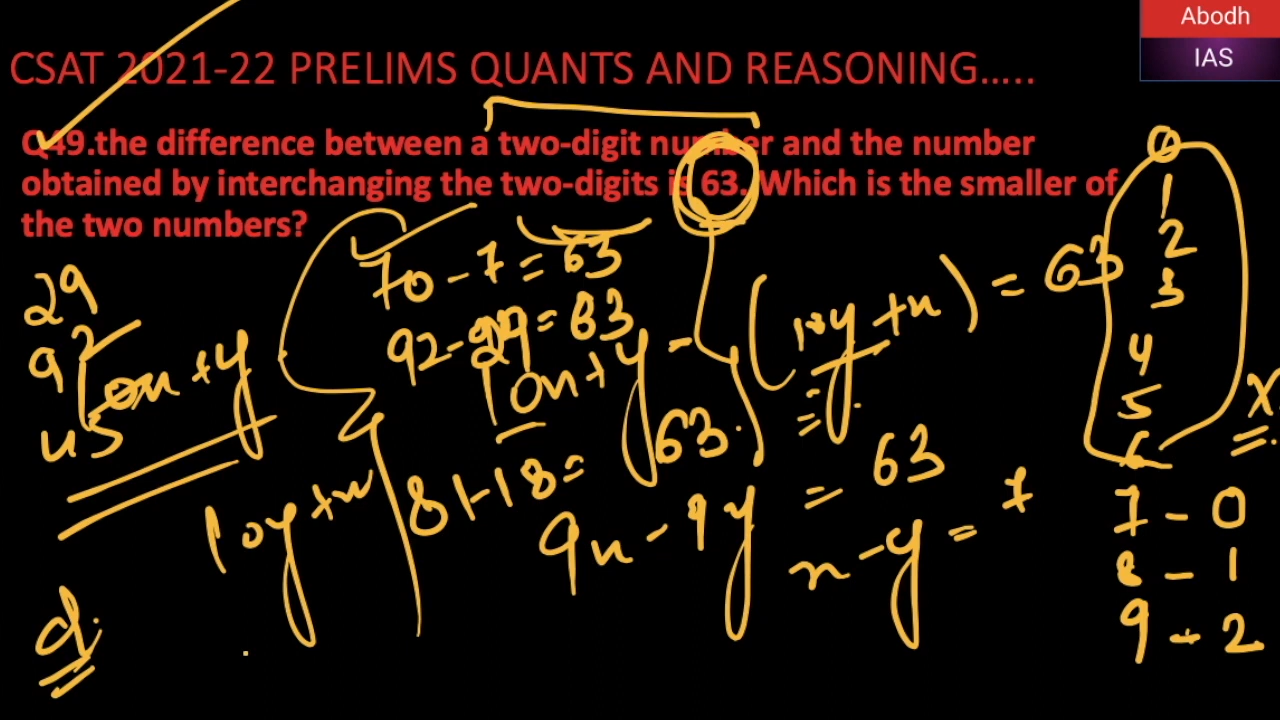 Abodh
IAS
CSAT 2021-22 PRELIMS QUANTS AND REASONING.....
Q49.the difference between a two-digit number and the number
obtained by interchanging the two-digits is 63. Which is the smaller of
the two numbers?
70-7=63
92-29=63
81-18=
63.
29
92
45
10x+y
10y+x
10x+y-(10y+x)=63
9x-9y=63
x-y=7
0
1
2
3
4
5
6
x
7-0
8-1
9-2
d.